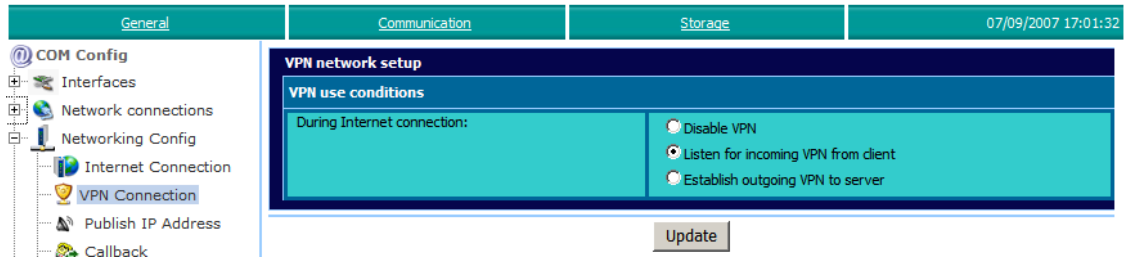 General Communication Storage 07/09/2007 17:01:32
COM Config
Interfaces
Network connections
Networking Config
Internet Connection
VPN Connection
Publish IP Address
Callback
VPN network setup
VPN use conditions
During Internet connection:
Disable VPN
Listen for incoming VPN from client
Establish outgoing VPN to server
Update